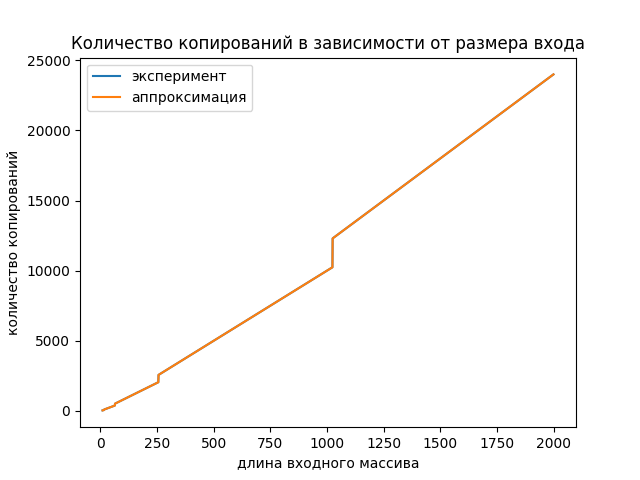 Количество копирований в зависимости от размера входа
эксперимент
аппроксимация
25000
20000
15000
10000
5000
0
количество копирований
0 250 500 750 1000 1250 1500 1750 2000
длина входного массива